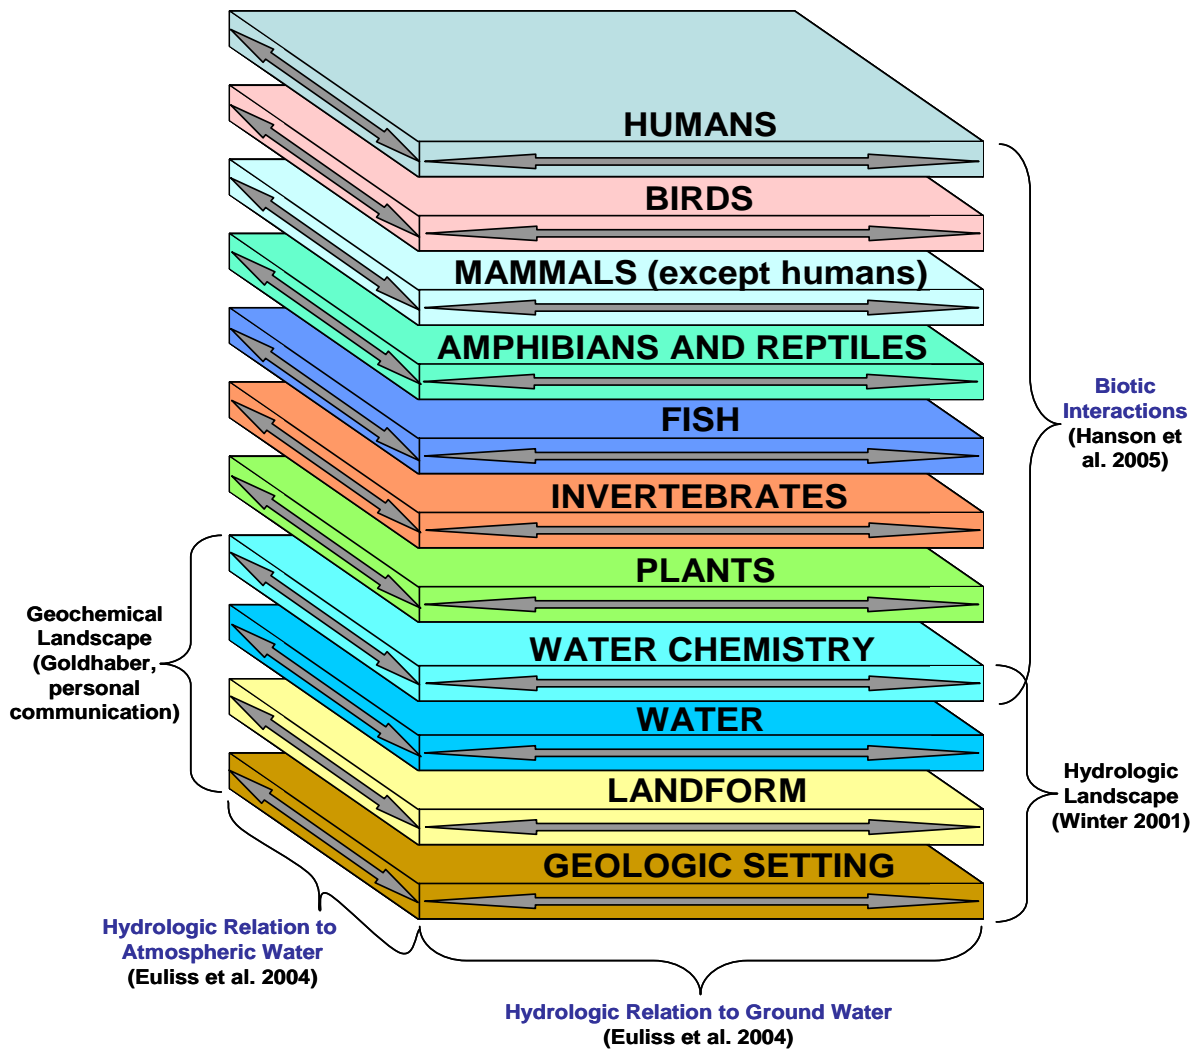 HUMANS
BIRDS
MAMMALS (except humans)
AMPHIBIANS AND REPTILES
FISH
INVERTEBRATES
PLANTS
WATER CHEMISTRY
WATER
LANDFORM
GEOLOGIC SETTING
Biotic
Interactions
(Hanson et
al. 2005)
Geochemical
Landscape
(Goldhaber,
personal
communication)
Hydrologic
Landscape
(Winter 2001)
Hydrologic Relation to
Atmospheric Water
(Euliss et al. 2004)
Hydrologic Relation to Ground Water
(Euliss et al. 2004)